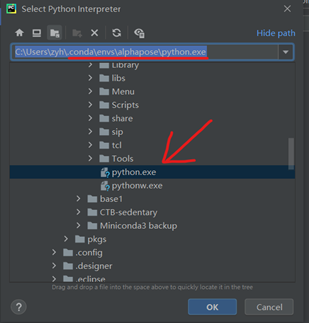 Select Python Interpreter
Hide path
C:\Users\zyh\.conda\envs\alphapose\python.exe
Library
libs
Menu
Scripts
share
sip
tcl
Tools
python.exe
pythonw.exe
base1
CTB-sedentary
Miniconda3 backup
pkgs
.config
.designer
.eclipse
Drag and drop a file into the space above to quickly locate it in the tree
?
OK
Cancel